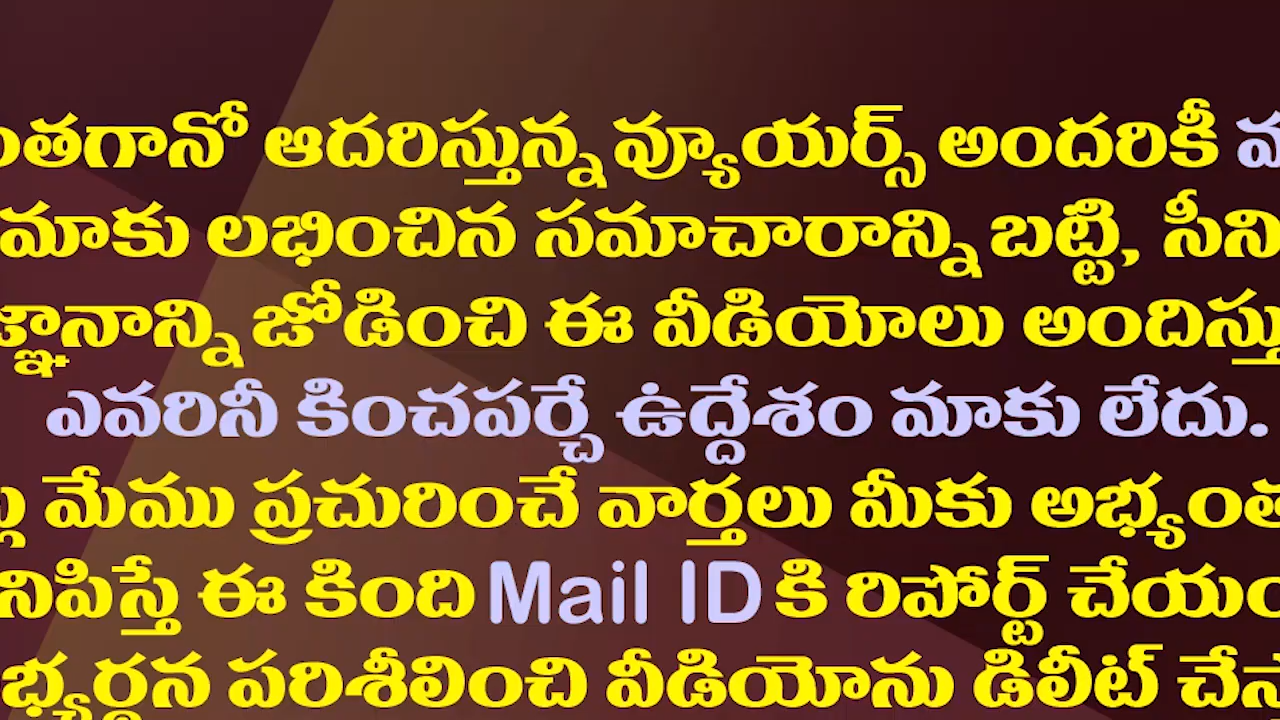 ఆదరిస్తున్న వ్యూయర్స్ అందరికీ
మాకు లభించిన సమాచారాన్ని బట్టి, సీని
జోడించి ఈ వీడియోలు
ఎవరినీ కించపర్చే ఉద్దేశం మాకు లేదు.
మేము ప్రచురించే వార్తలు మీకు
ఈ కింది Mail ID కి రిపోర్ట్
పరిశీలించి వీడియోను డిలీట్